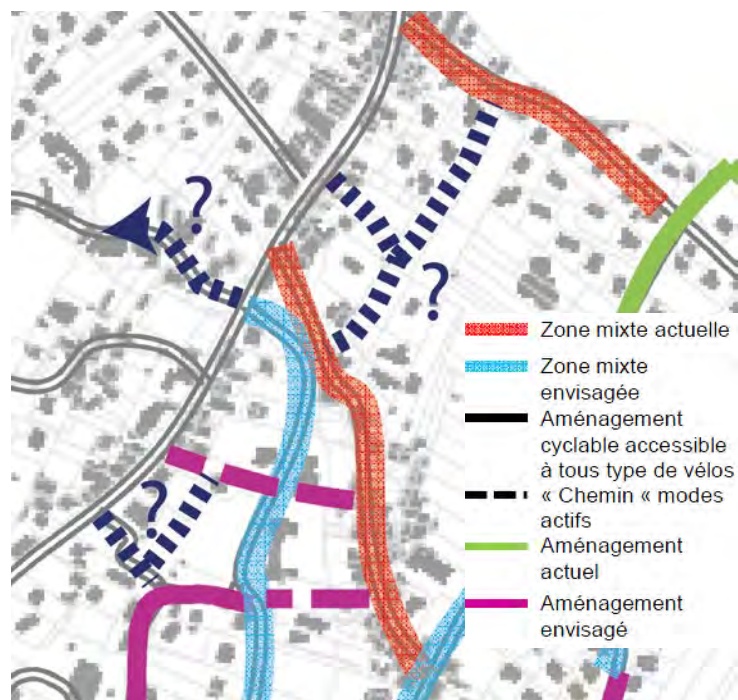 ?
?
?
Zone mixte actuelle
Zone mixte
envisagée
Aménagement
cyclable accessible
à tous type de vélos
« Chemin « modes
actifs
Aménagement
actuel
Aménagement
envisagé